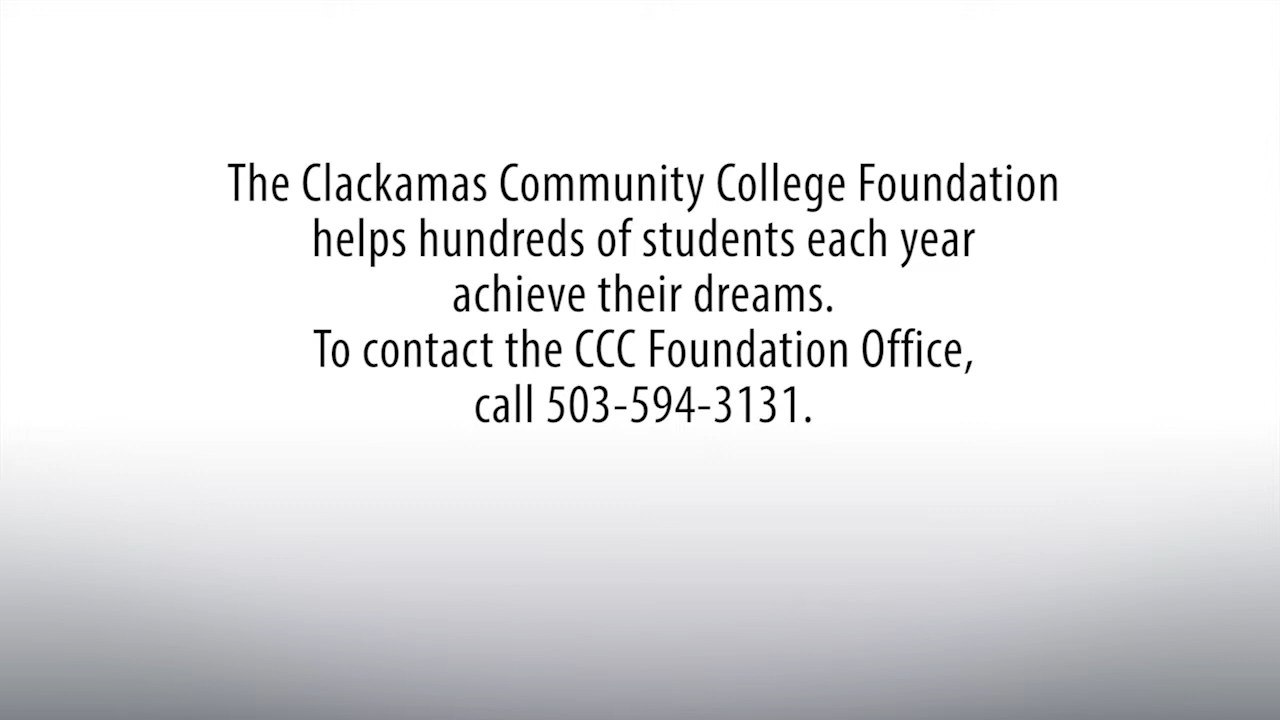 The Clackamas Community College Foundation
helps hundreds of students each year
achieve their dreams.
To contact the CCC Foundation Office,
call 503-594-3131.